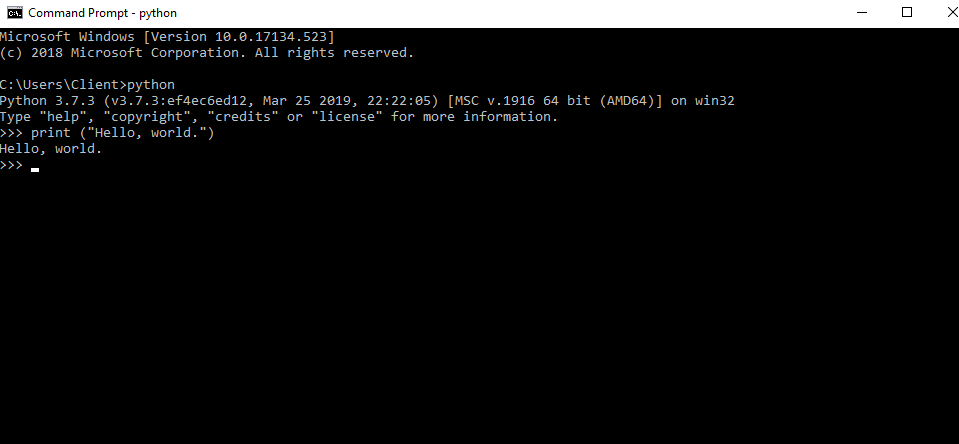 Command Prompt - python
Microsoft Windows [Version 10.0.17134.523]
(c) 2018 Microsoft Corporation. All rights reserved.
C:\Users\Client>python
Python 3.7.3 (v3.7.3:ef4ec6ed12, Mar 25 2019, 22:22:05) [MSC v.1916 64 bit (AMD64)] on win32
Type "help", "copyright", "credits" or "license" for more information.
>>> print ("Hello, world.")
Hello, world.
>>>